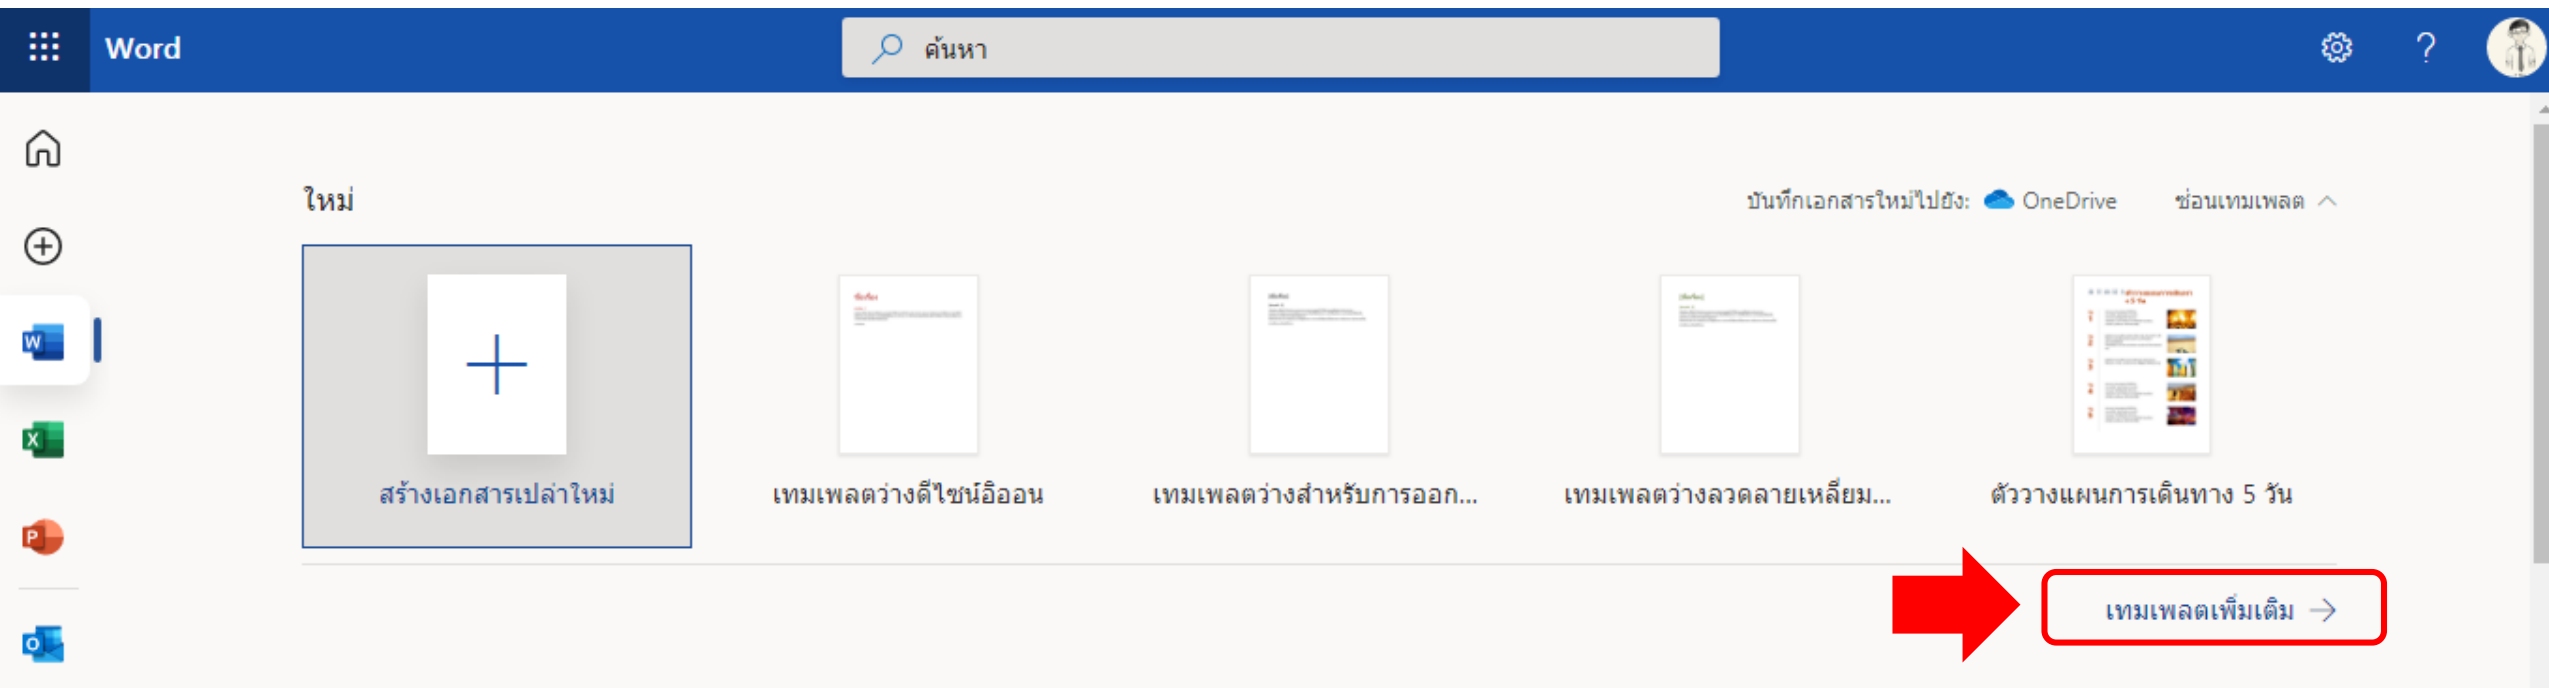 Word
ค้นหา
ใหม่
บันทึกเอกสารใหม่ไปยัง: OneDrive
ซ่อนเทมเพลต
สร้างเอกสารเปล่าใหม่
เทมเพลตว่างดีไซน์อิออน
เทมเพลตว่างสำหรับการออก...
เทมเพลตว่างลวดลายเหลี่ยม...
ตัววางแผนการเดินทาง 5 วัน
เทมเพลตเพิ่มเติม